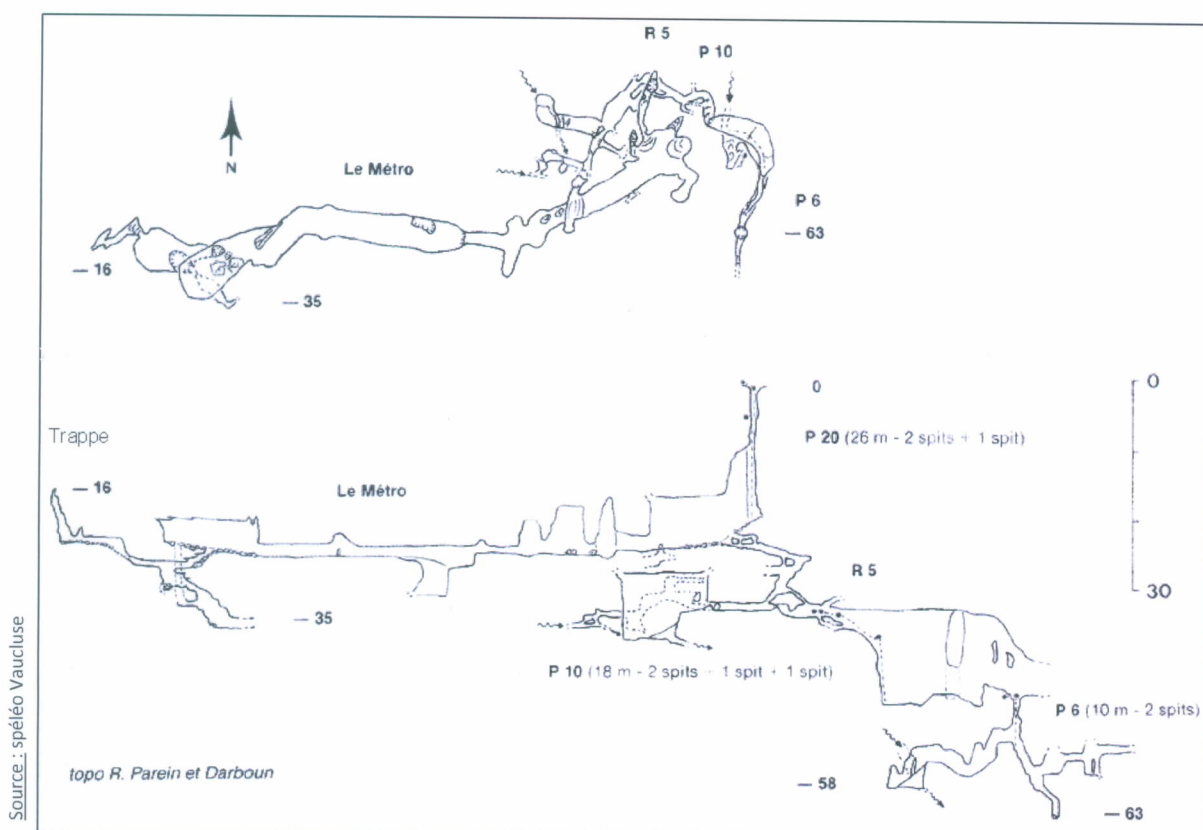 R 5
P 10
N
Le Métro
P 6
— 63
— 16
— 35
0
0
Trappe
P 20 (26 m - 2 spits + 1 spit)
— 16
Le Métro
R 5
30
— 35
P 10 (18 m - 2 spits + 1 sprit + 1 spit)
P 6 (10 m - 2 spits)
topo R. Parein et Darboun
— 58
— 63
Source : spéléo Vaucluse